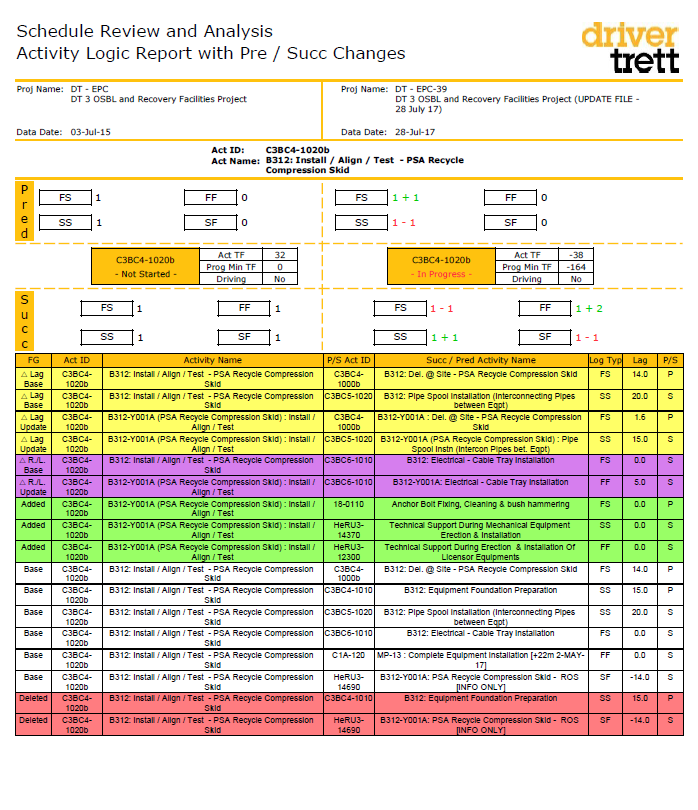 Schedule Review and Analysis
Activity Logic Report with Pre / Succ Changes
driver
trett
Proj Name: DT - EPC
DT 3 OSBL and Recovery Facilities Project
Data Date: 03-Jul-15
Proj Name: DT - EPC-39
DT 3 OSBL and Recovery Facilities Project (UPDATE FILE -
28 July 17)
Data Date: 28-Jul-17
Act ID: C3BC4-1020b
Act Name: B312: Install / Align / Test - PSA Recycle
Compression Skid
Pred
FS 1 FF 0 FS 1 + 1 FF 0
SS 1 SF 0 SS 1 - 1 SF 0
C3BC4-1020b
- Not Started -
Act TF 32
Prog Min TF 0
Driving No
C3BC4-1020b
- In Progress -
Act TF -38
Prog Min TF -164
Driving No
Succ
FS 1 FF 1 FS 1 - 1 FF 1 + 2
SS 1 SF 1 SS 1 + 1 SF 1 - 1
FG Act ID Activity Name P/S Act ID Succ / Pred Activity Name Log Typ Lag P/S
△ Lag C3BC4- B312: Install / Align / Test - PSA Recycle Compression C3BC4- B312: Del. @ Site - PSA Recycle Compression Skid FS 14.0 P
Base 1020b Skid 1000b
△ Lag C3BC4- B312: Install / Align / Test - PSA Recycle Compression C3BC5-1020 B312: Pipe Spool Installation (Interconnecting Pipes SS 20.0 S
Base 1020b Skid between Eqpt)
△ Lag C3BC4- B312-Y001A (PSA Recycle Compression Skid) : Install / C3BC4- B312-Y001A : Del. @ Site - PSA Recycle Compression FS 1.6 P
Update 1020b Align / Test 1000b Skid
△ Lag C3BC4- B312-Y001A (PSA Recycle Compression Skid) : Install / C3BC5-1020 B312-Y001A (PSA Recycle Compression Skid) : Pipe SS 15.0 S
Update 1020b Align / Test Spool Instn (Intercon Pipes bet. Eqpt)
△ R./L. C3BC4- B312: Install / Align / Test - PSA Recycle Compression C3BC6-1010 B312: Electrical - Cable Tray Installation FS 0.0 S
Base 1020b Skid
△ R./L. C3BC4- B312-Y001A (PSA Recycle Compression Skid) : Install / C3BC6-1010 B312-Y001A: Electrical - Cable Tray Installation FF 5.0 S
Update 1020b Align / Test
Added C3BC4- B312-Y001A (PSA Recycle Compression Skid) : Install / 18-0110 Anchor Bolt Fixing, Cleaning & bush hammering FS 0.0 P
1020b Align / Test
Added C3BC4- B312-Y001A (PSA Recycle Compression Skid) : Install / HeRU3- Technical Support During Mechanical Equipment SS 0.0 S
1020b Align / Test 14370 Erection & Installation
Added C3BC4- B312-Y001A (PSA Recycle Compression Skid) : Install / HeRU3- Technical Support During Erection & Installation Of FF 0.0 S
1020b Align / Test 12300 Licensor Equipments
Base C3BC4- B312: Install / Align / Test - PSA Recycle Compression C3BC4- B312: Del. @ Site - PSA Recycle Compression Skid FS 14.0 P
1020b Skid 1000b
Base C3BC4- B312: Install / Align / Test - PSA Recycle Compression C3BC4-1010 B312: Equipment Foundation Preparation SS 15.0 P
1020b Skid
Base C3BC4- B312: Install / Align / Test - PSA Recycle Compression C3BC5-1020 B312: Pipe Spool Installation (Interconnecting Pipes SS 20.0 S
1020b Skid between Eqpt)
Base C3BC4- B312: Install / Align / Test - PSA Recycle Compression C3BC6-1010 B312: Electrical - Cable Tray Installation FS 0.0 S
1020b Skid
Base C3BC4- B312: Install / Align / Test - PSA Recycle Compression C1A-120 MP-13 : Complete Equipment Installation [+22m 2-MAY- FF 0.0 S
1020b Skid 17]
Base C3BC4- B312: Install / Align / Test - PSA Recycle Compression HeRU3- B312-Y001A: PSA Recycle Compression Skid - ROS SF -14.0 S
1020b Skid 14690 [INFO ONLY]
Deleted C3BC4- B312: Install / Align / Test - PSA Recycle Compression C3BC4-1010 B312: Equipment Foundation Preparation SS 15.0 P
1020b Skid
Deleted C3BC4- B312: Install / Align / Test - PSA Recycle Compression HeRU3- B312-Y001A: PSA Recycle Compression Skid - ROS SF -14.0 S
1020b Skid 14690 [INFO ONLY]